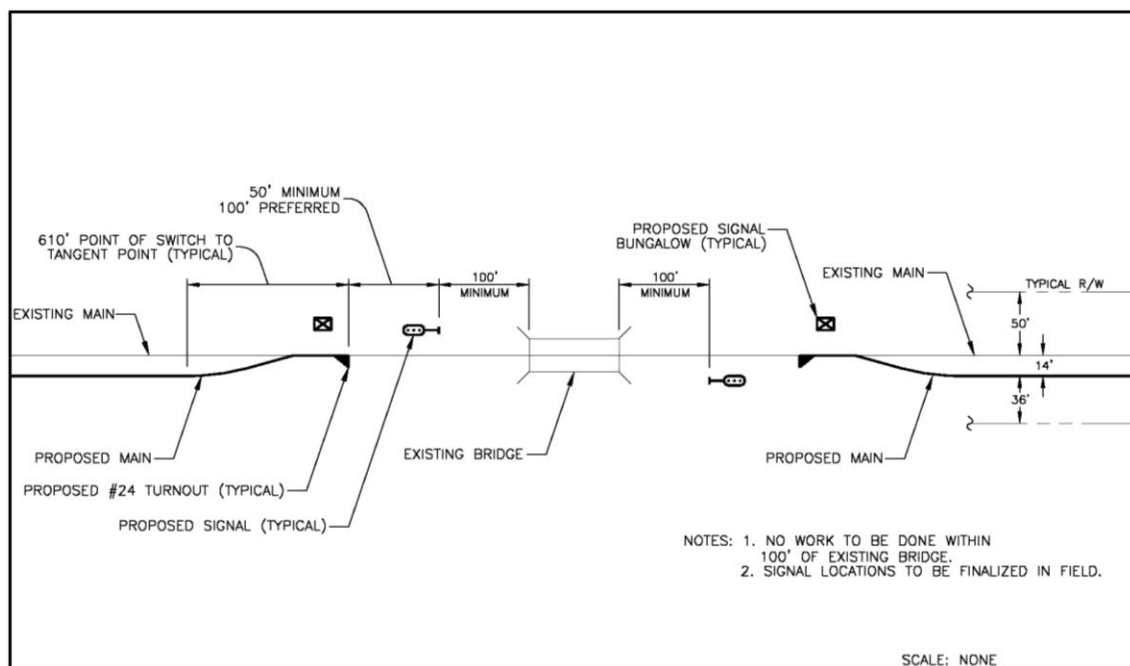 50' MINIMUM
100' PREFERRED
610' POINT OF SWITCH TO
TANGENT POINT (TYPICAL)
100'
MINIMUM
100'
MINIMUM
PROPOSED SIGNAL
BUNGALOW (TYPICAL)
EXISTING MAIN
TYPICAL R/W
EXISTING MAIN
50'
14'
36'
PROPOSED MAIN
EXISTING BRIDGE
PROPOSED MAIN
PROPOSED #24 TURNOUT (TYPICAL)
PROPOSED SIGNAL (TYPICAL)
NOTES: 1. NO WORK TO BE DONE WITHIN
100' OF EXISTING BRIDGE.
2. SIGNAL LOCATIONS TO BE FINALIZED IN FIELD.
SCALE: NONE